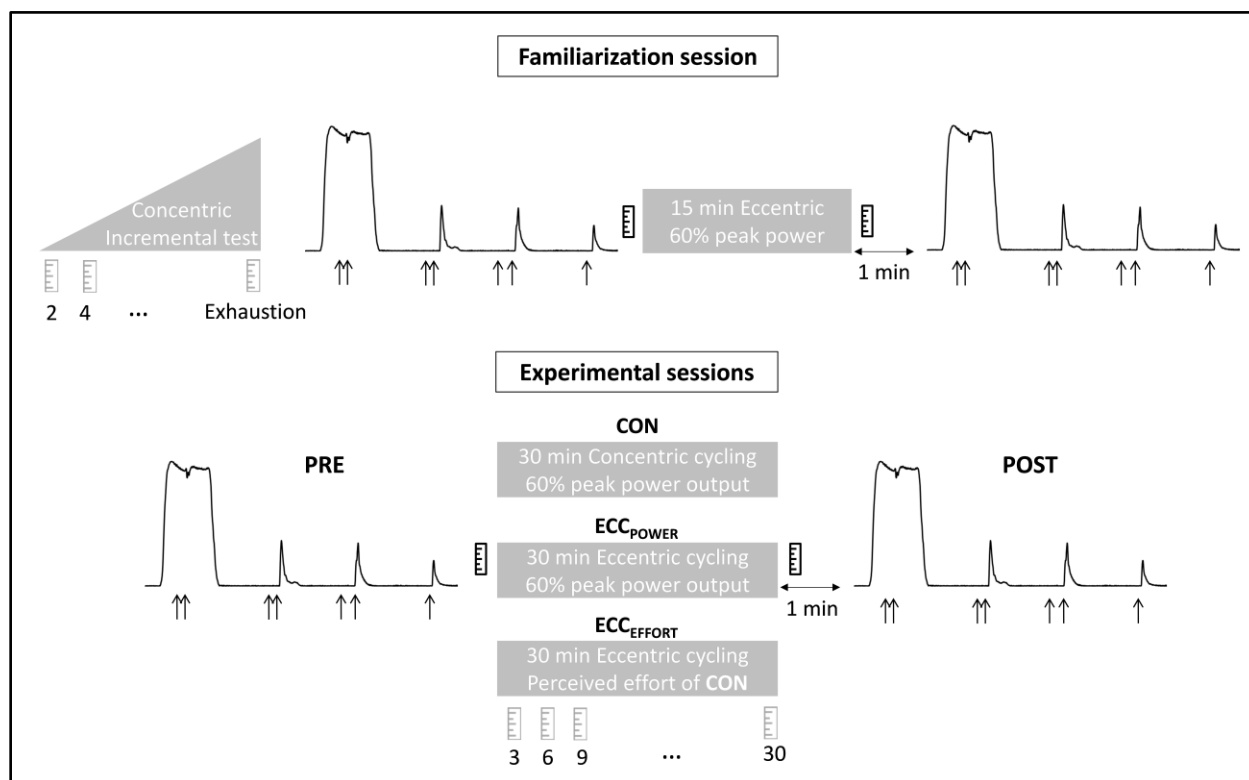 Familiarization session
Concentric
Incremental test
15 min Eccentric
60% peak power
1 min
2 4 ... Exhaustion
Experimental sessions
CON
PRE
30 min Concentric cycling
60% peak power output
POST
ECCPOWER
30 min Eccentric cycling
60% peak power output
1 min
ECCEFFORT
30 min Eccentric cycling
Perceived effort of CON
3 6 9 ... 30